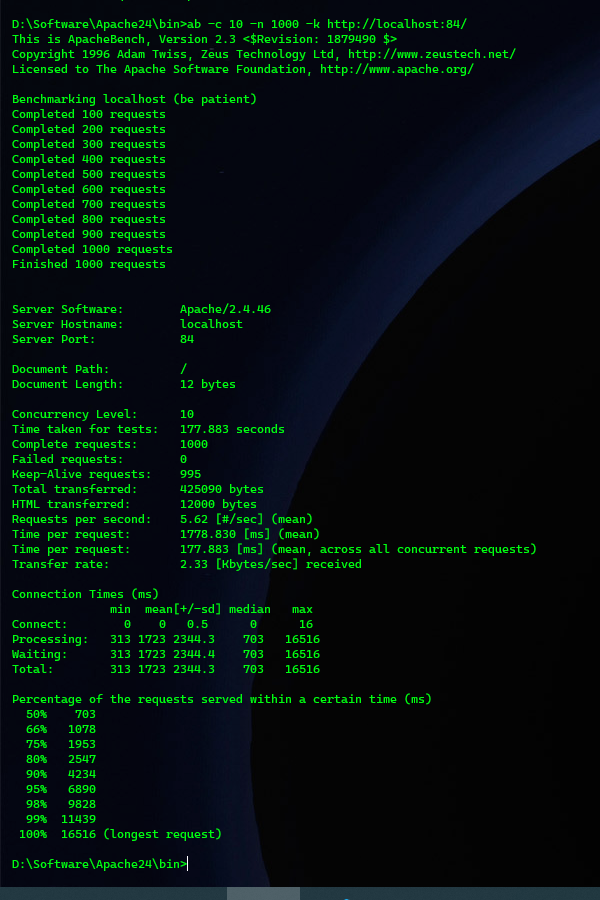 D:\Software\Apache24\bin>ab -c 10 -n 1000 -k http://localhost:84/
This is ApacheBench, Version 2.3 <$Revision: 1879490 $>
Copyright 1996 Adam Twiss, Zeus Technology Ltd, http://www.zeustech.net/
Licensed to The Apache Software Foundation, http://www.apache.org/

Benchmarking localhost (be patient)
Completed 100 requests
Completed 200 requests
Completed 300 requests
Completed 400 requests
Completed 500 requests
Completed 600 requests
Completed 700 requests
Completed 800 requests
Completed 900 requests
Completed 1000 requests
Finished 1000 requests


Server Software:        Apache/2.4.46
Server Hostname:        localhost
Server Port:            84

Document Path:          /
Document Length:        12 bytes

Concurrency Level:      10
Time taken for tests:   177.883 seconds
Complete requests:      1000
Failed requests:        0
Keep-Alive requests:    995
Total transferred:      425090 bytes
HTML transferred:       12000 bytes
Requests per second:    5.62 [#/sec] (mean)
Time per request:       1778.830 [ms] (mean)
Time per request:       177.883 [ms] (mean, across all concurrent requests)
Transfer rate:          2.33 [Kbytes/sec] received

Connection Times (ms)
              min  mean[+/-sd] median   max
Connect:        0    0   0.5      0      16
Processing:   313 1723 2344.3    703   16516
Waiting:      313 1723 2344.4    703   16516
Total:        313 1723 2344.3    703   16516

Percentage of the requests served within a certain time (ms)
  50%    703
  66%   1078
  75%   1953
  80%   2547
  90%   4234
  95%   6890
  98%   9828
  99%  11439
 100%  16516 (longest request)

D:\Software\Apache24\bin>